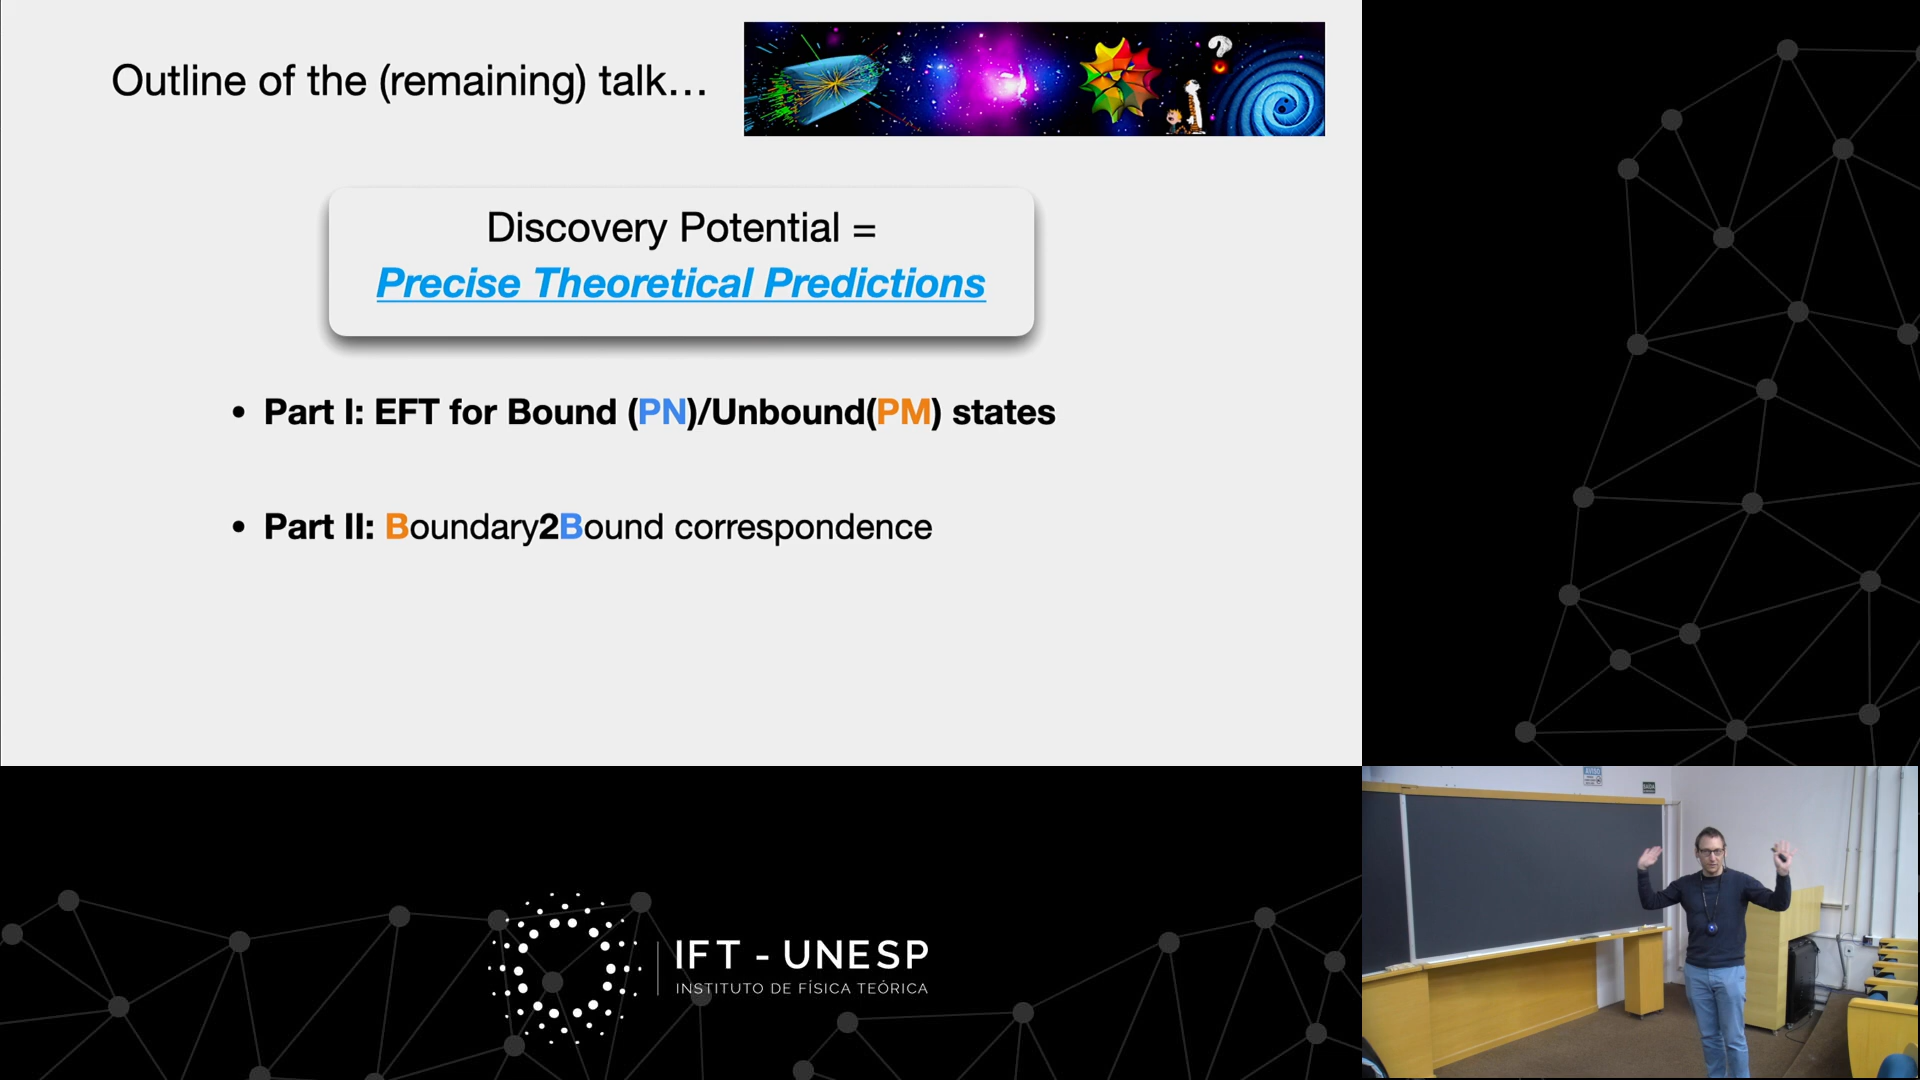 Outline of the (remaining) talk...
Discovery Potential =
Precise Theoretical Predictions
• Part I: EFT for Bound (PN)/Unbound(PM) states
• Part II: Boundary2Bound correspondence
?
IFT - UNESP
INSTITUTO DE FÍSICA TEÓRICA